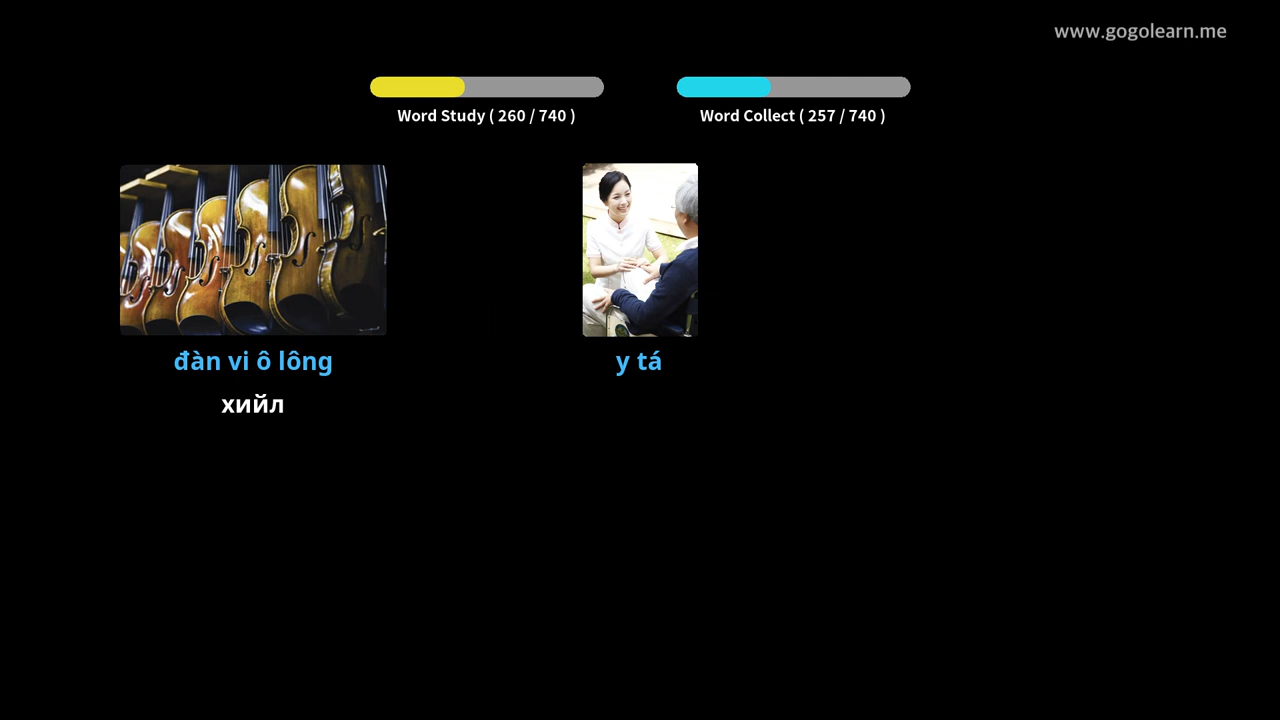 www.gogolearn.me
Word Study ( 260 / 740 )
Word Collect ( 257 / 740 )
đàn vi ô lông
хийл
y tá